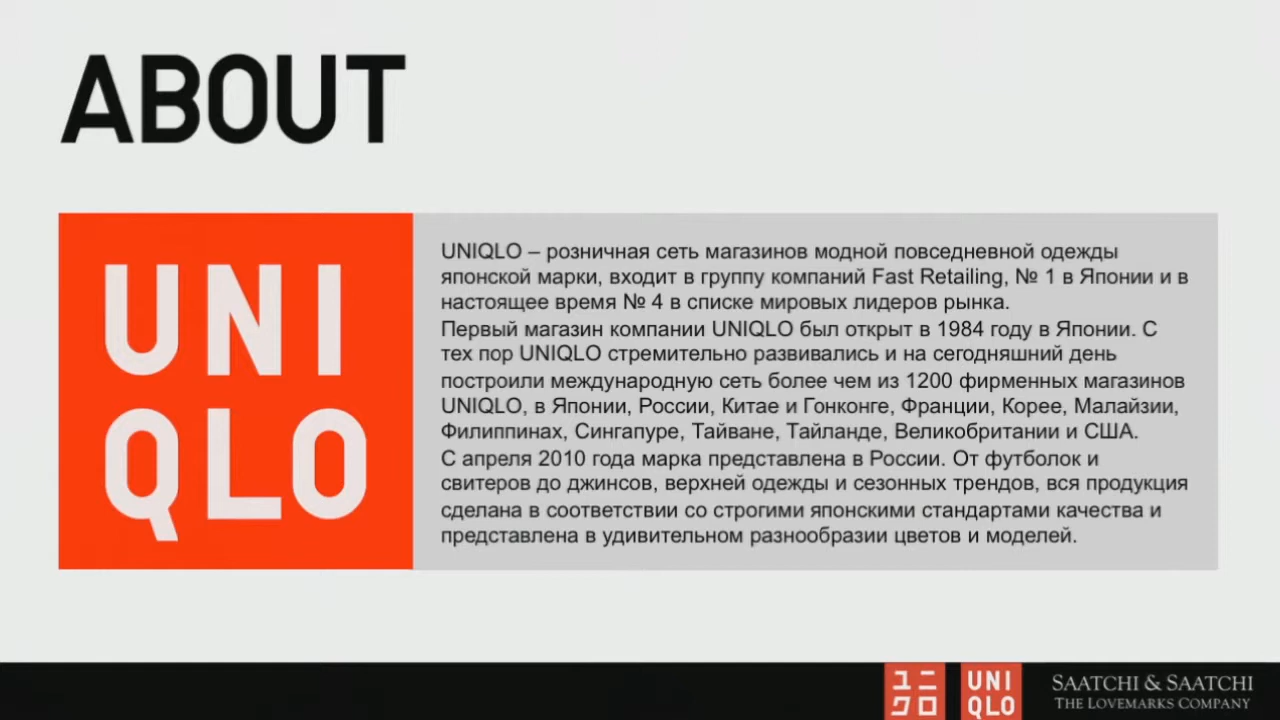 ABOUT
UNI
QLO
UNIQLO – розничная сеть магазинов модной повседневной одежды
японской марки, входит в группу компаний Fast Retailing, № 1 в Японии и в
настоящее время № 4 в списке мировых лидеров рынка.
Первый магазин компании UNIQLO был открыт в 1984 году в Японии. С
тех пор UNIQLO стремительно развивались и на сегодняшний день
построили международную сеть более чем из 1200 фирменных магазинов
UNIQLO, в Японии, России, Китае и Гонконге, Франции, Корее, Малайзии,
Филиппинах, Сингапуре, Тайване, Тайланде, Великобритании и США.
С апреля 2010 года марка представлена в России. От футболок и
свитеров до джинсов, верхней одежды и сезонных трендов, вся продукция
сделана в соответствии со строгими японскими стандартами качества и
представлена в удивительном разнообразии цветов и моделей.
ユニ
クロ
UNI
QLO
SAATCHI & SAATCHI
THE LOVEMARKS COMPANY